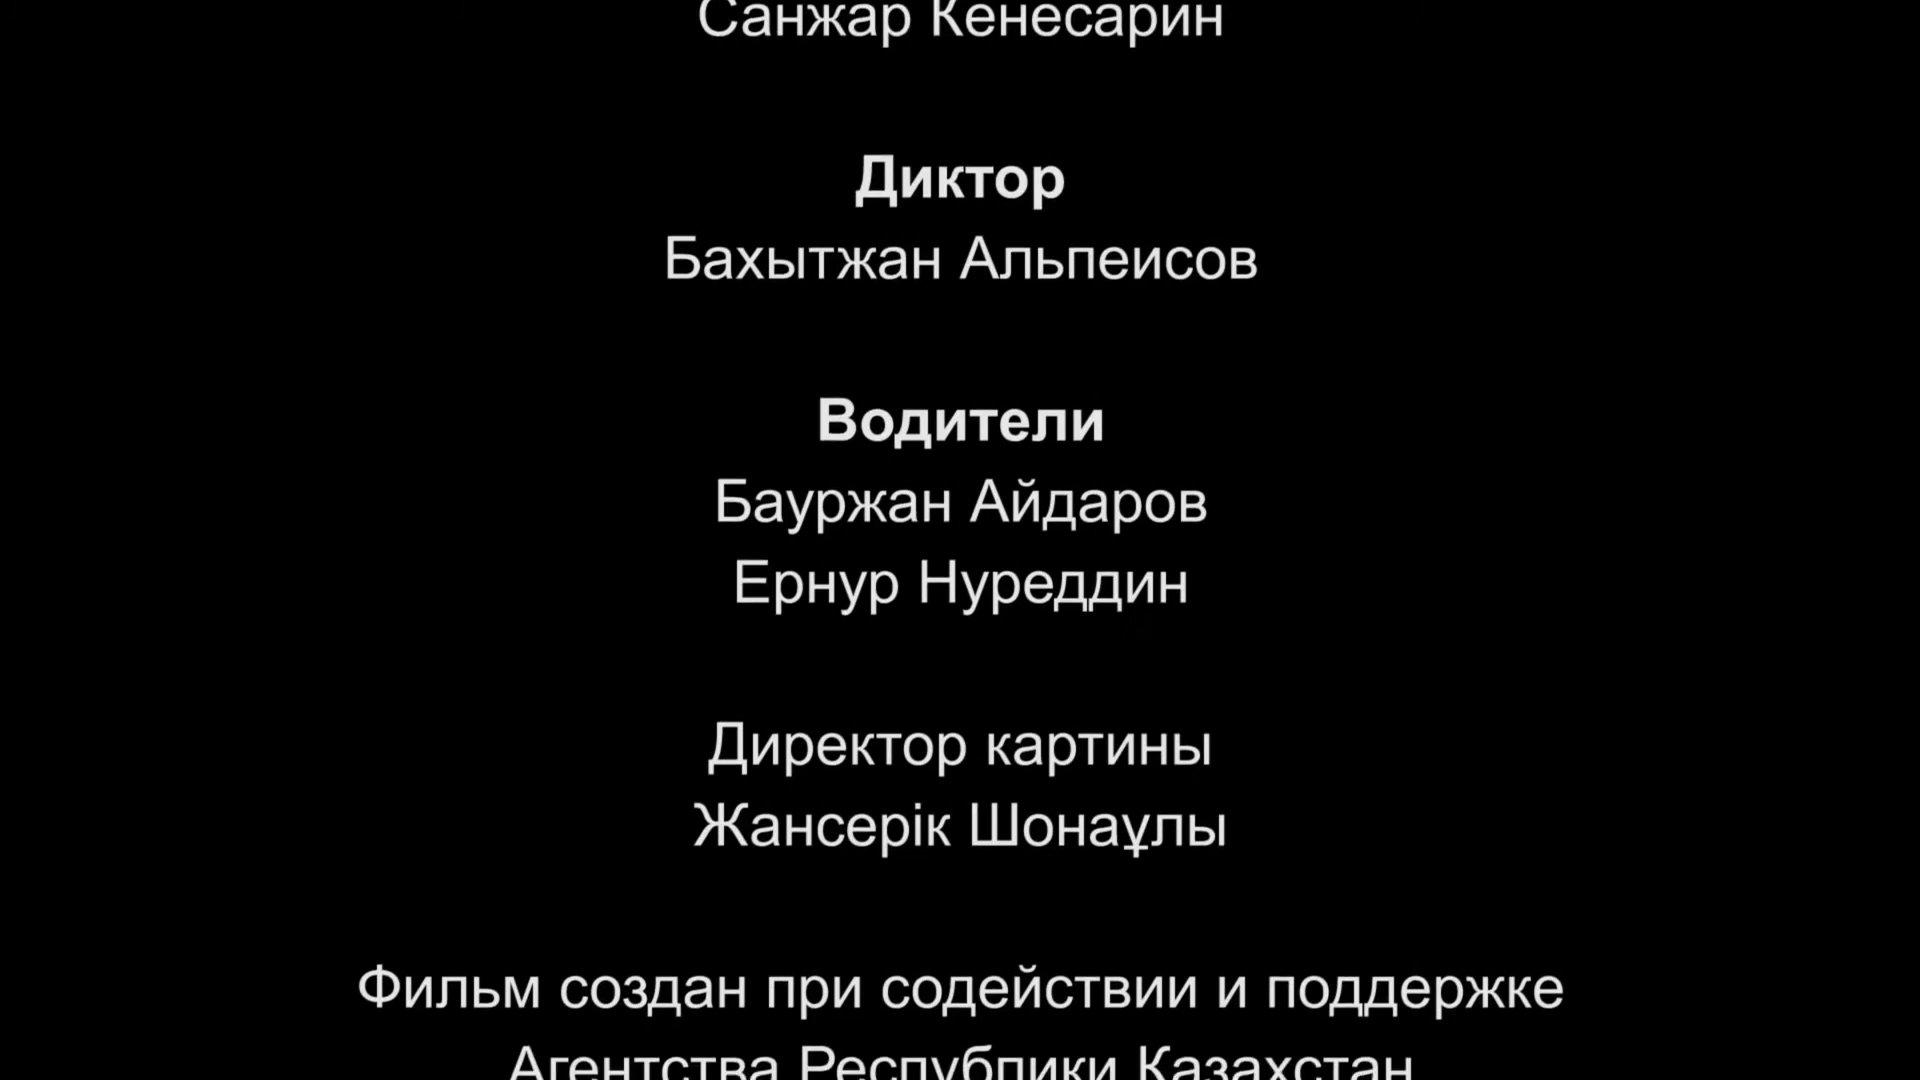 Санжар Кенесарин
Диктор
Бахытжан Альпеисов
Водители
Бауржан Айдаров
Ернур Нуреддин
Директор картины
Жансерік Шонаұлы
Фильм создан при содействии и поддержке
Агентства Республики Казахстан